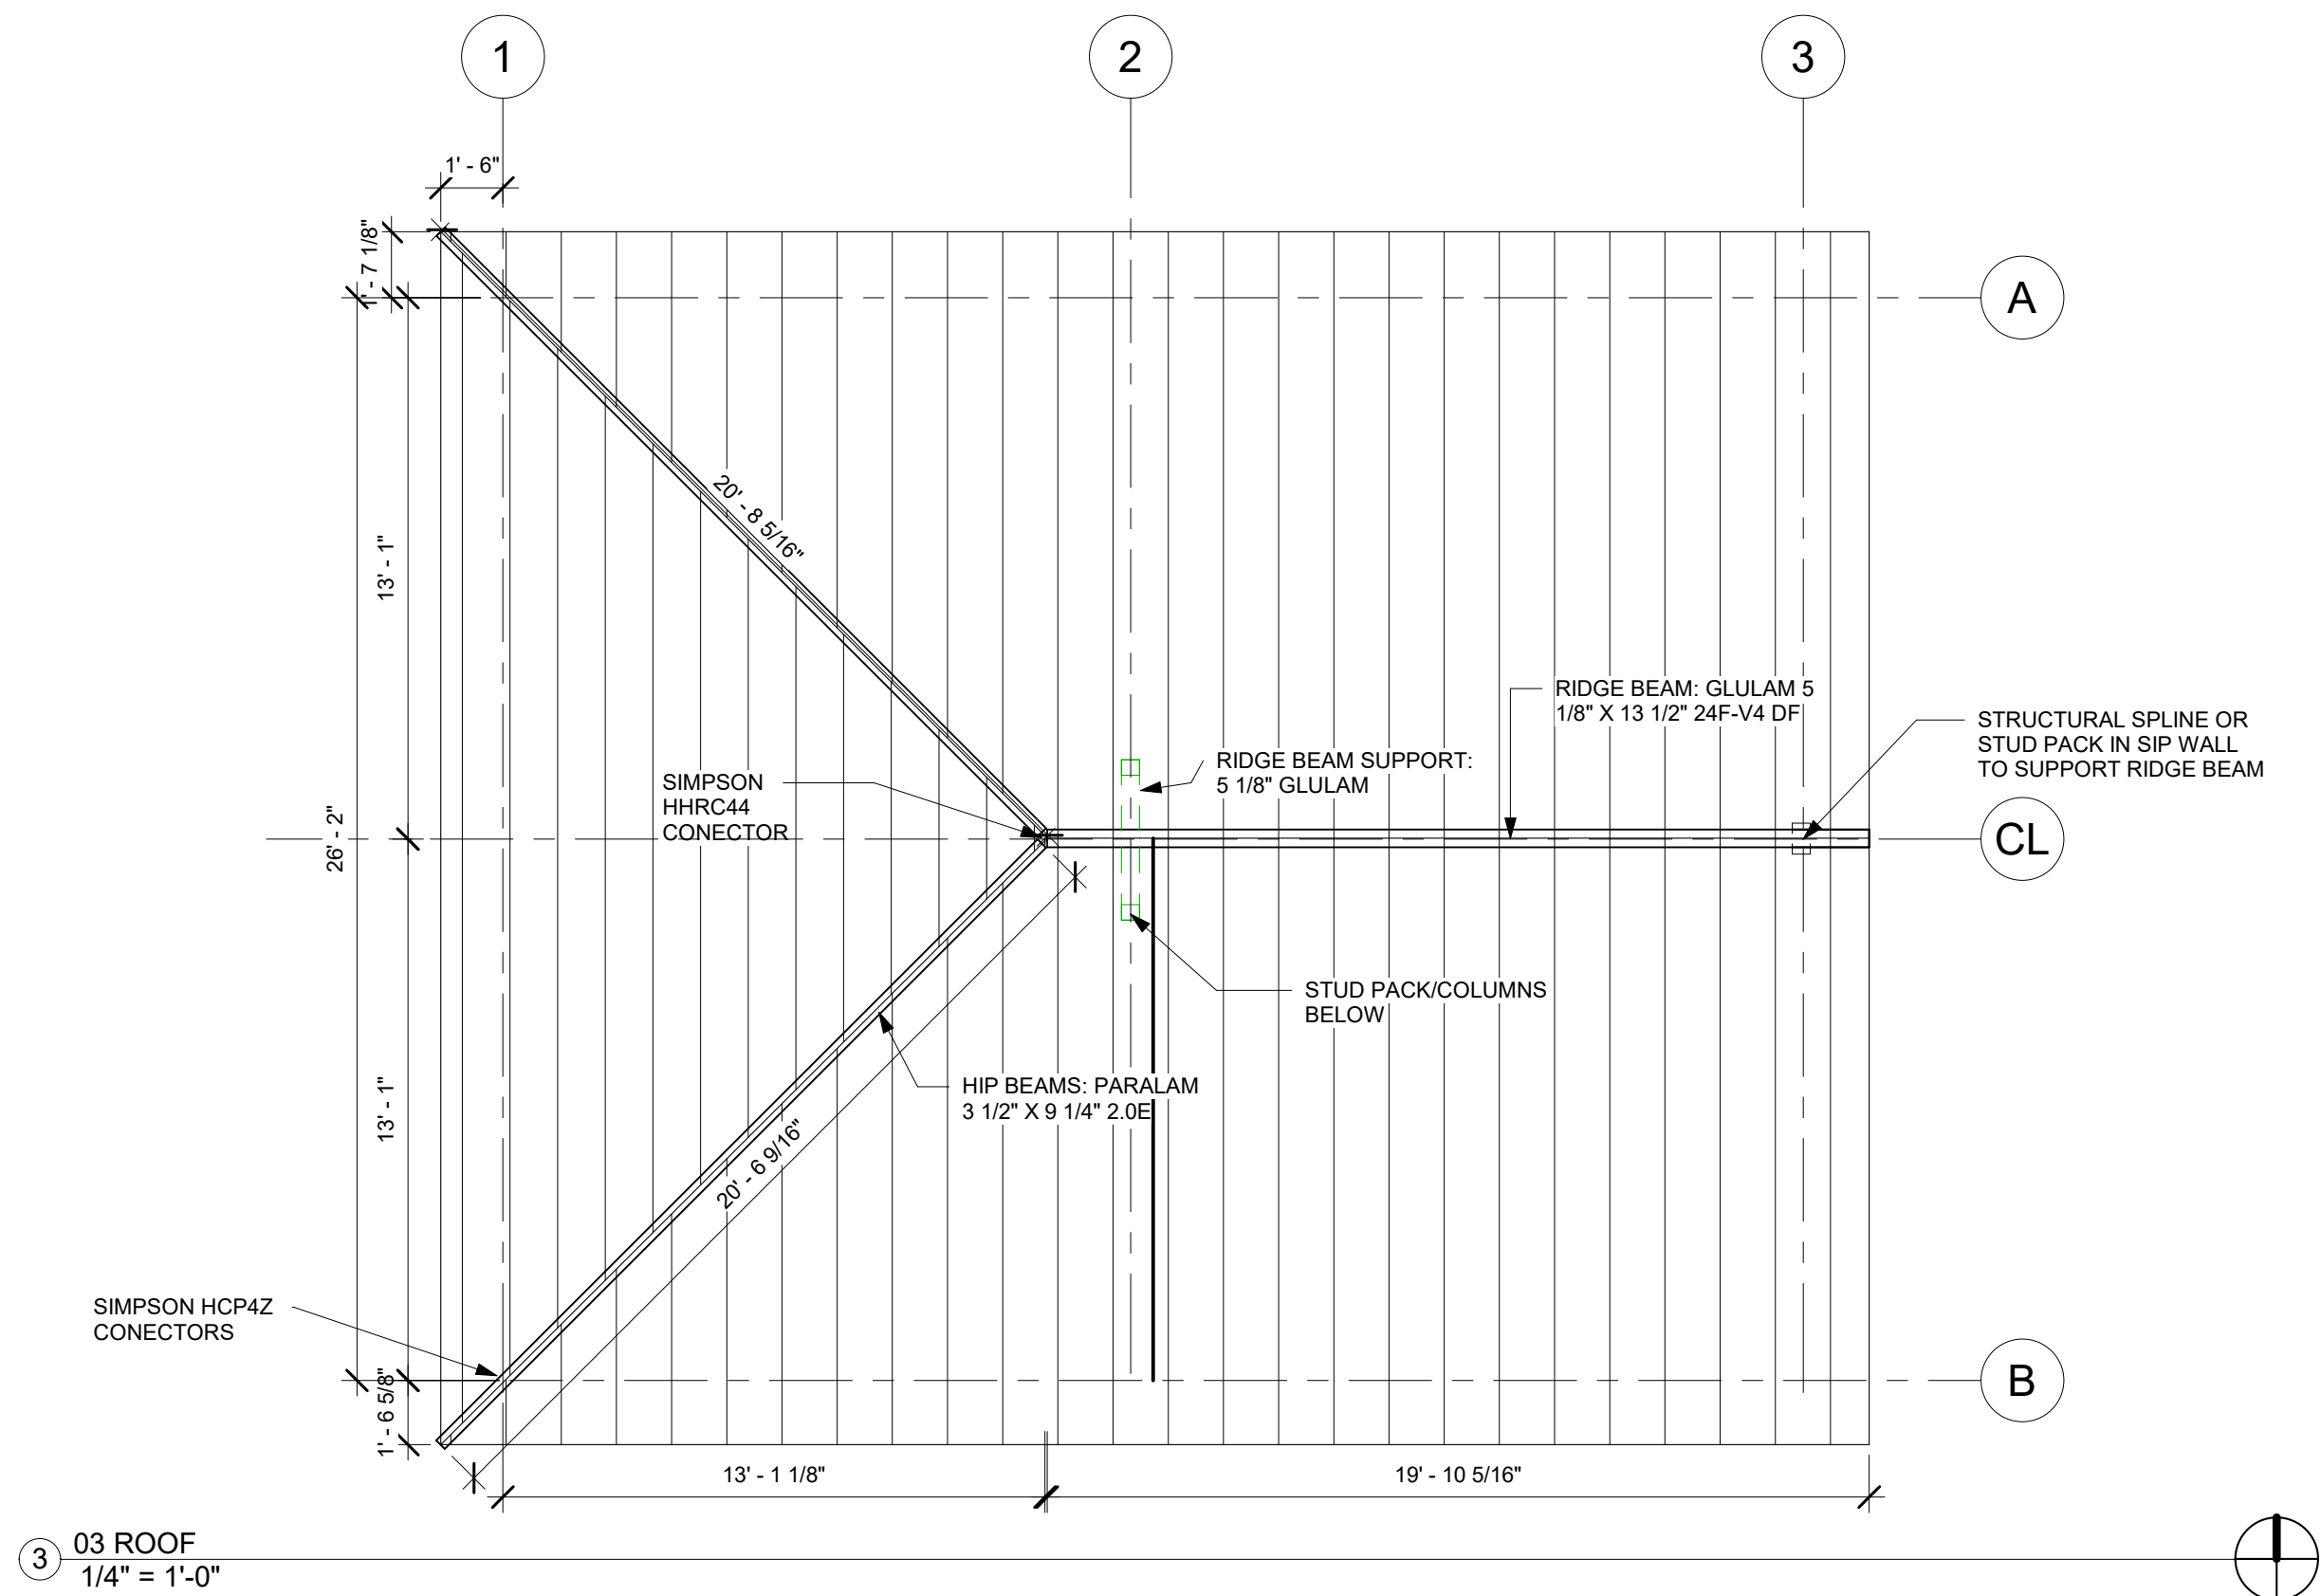 1
2
3
1' - 6"
1' - 7 1/8"
A
13' - 1"
20' - 8 5/16"
RIDGE BEAM: GLULAM 5
1/8" X 13 1/2" 24F-V4 DF
STRUCTURAL SPLINE OR
STUD PACK IN SIP WALL
TO SUPPORT RIDGE BEAM
RIDGE BEAM SUPPORT:
5 1/8" GLULAM
SIMPSON
HHRC44
CONECTOR
26' - 2"
CL
STUD PACK/COLUMNS
BELOW
HIP BEAMS: PARALAM
3 1/2" X 9 1/4" 2.0E
13' - 1"
20' - 6 9/16"
SIMPSON HCP4Z
CONECTORS
B
1' - 6 5/8"
13' - 1 1/8"
19' - 10 5/16"
3
03 ROOF
1/4" = 1'-0"